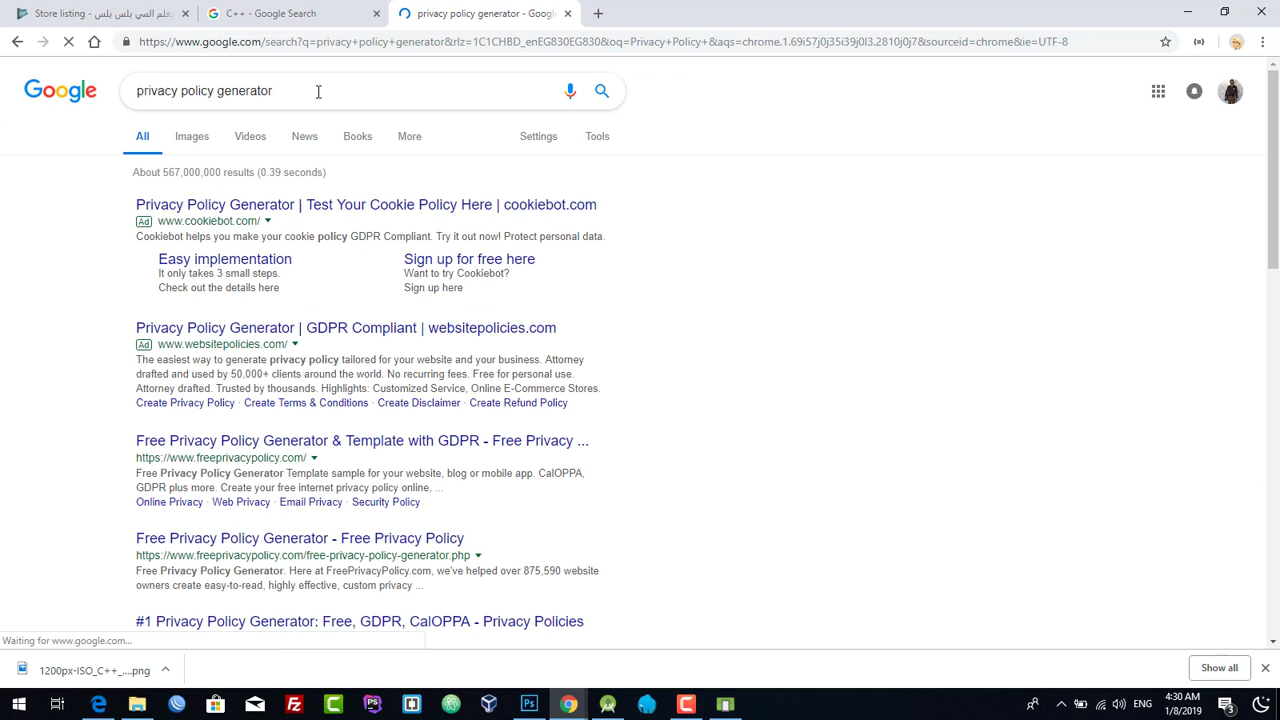 Store listing - تعلم السي بلس بلس
C++ - Google Search
privacy policy generator - Goog
https://www.google.com/search?q=privacy+policy+generator&rlz=1C1CHBD_enEG830EG830&oq=Privacy+Policy+&aqs=chrome.1.69i57j0j35i39j0l3.2810j0j7&sourceid=chrome&ie=UTF-8
Google
privacy policy generator
All Images Videos News Books More Settings Tools
About 567,000,000 results (0.39 seconds)
Privacy Policy Generator | Test Your Cookie Policy Here | cookiebot.com
Ad www.cookiebot.com/
Cookiebot helps you make your cookie policy GDPR Compliant. Try it out now! Protect personal data.
Easy implementation
It only takes 3 small steps.
Check out the details here
Sign up for free here
Want to try Cookiebot?
Sign up here
Privacy Policy Generator | GDPR Compliant | websitepolicies.com
Ad www.websitepolicies.com/
The easiest way to generate privacy policy tailored for your website and your business. Attorney
drafted and used by 50,000+ clients around the world. No recurring fees. Free for personal use.
Attorney drafted. Trusted by thousands. Highlights: Customized Service, Online E-Commerce Stores.
Create Privacy Policy · Create Terms & Conditions · Create Disclaimer · Create Refund Policy
Free Privacy Policy Generator & Template with GDPR - Free Privacy ...
https://www.freeprivacypolicy.com/
Free Privacy Policy Generator Template sample for your website, blog or mobile app. CalOPPA,
GDPR plus more. Create your free internet privacy policy online, ...
Online Privacy · Web Privacy · Email Privacy · Security Policy
Free Privacy Policy Generator - Free Privacy Policy
https://www.freeprivacypolicy.com/free-privacy-policy-generator.php
Free Privacy Policy Generator. Here at FreePrivacyPolicy.com, we've helped over 875,590 website
owners create easy-to-read, highly effective, custom privacy ...
#1 Privacy Policy Generator: Free, GDPR, CalOPPA - Privacy Policies
Waiting for www.google.com...
1200px-ISO_C++_....png
Show all
Ps
ENG
4:30 AM
1/8/2019
3